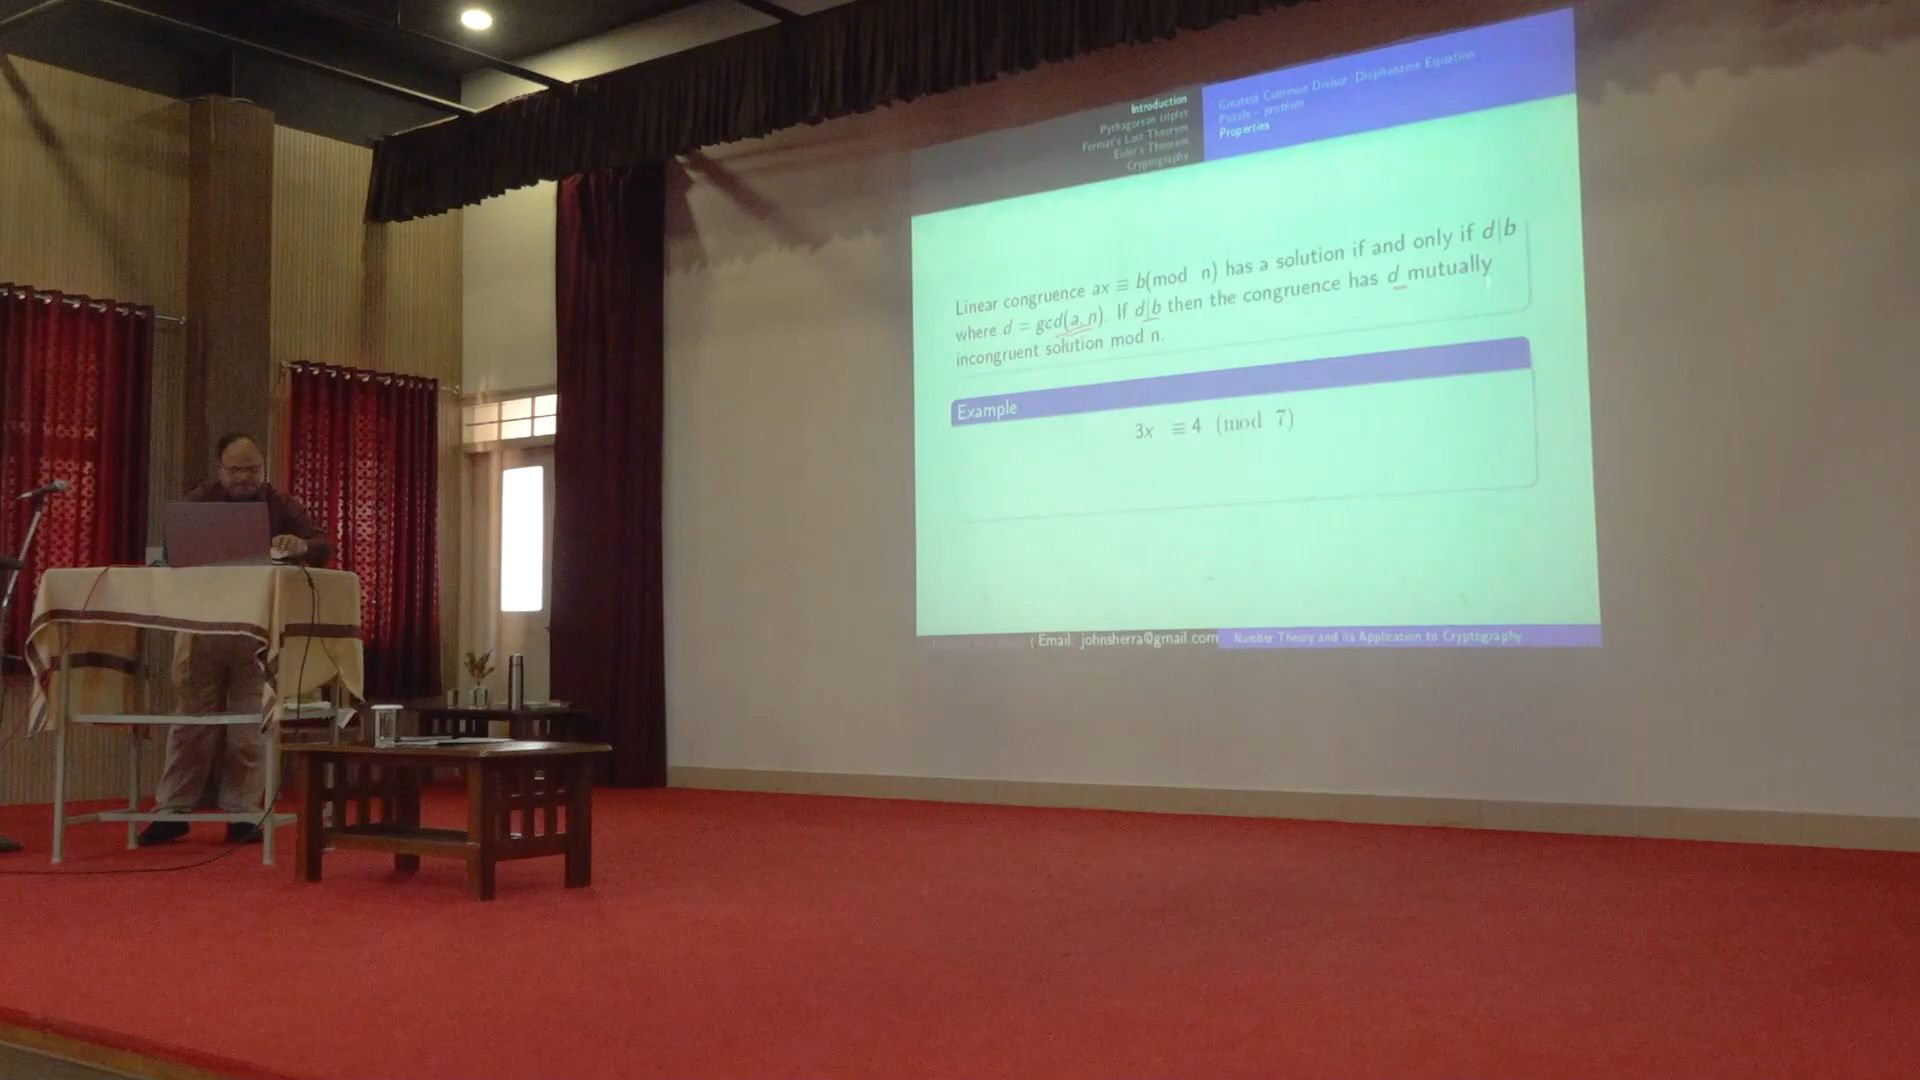 Introduction
Pythagorean triplet
Fermat's Last Theorem
Euler's Theorem
Cryptography
Greatest Common Divisor/Diophantine Equation
Puzzle - problem
Properties
Linear congruence ax ≡ b(mod n) has a solution if and only if d|b
where d = gcd(a, n). If d|b then the congruence has d mutually
incongruent solution mod n.
Example
3x ≡ 4 (mod 7)
( Email: johnsherra@gmail.com
Number Theory and its Application to Cryptography